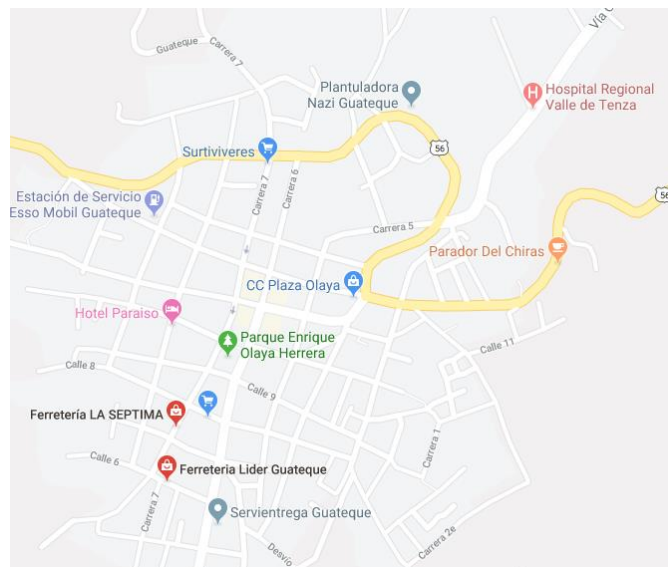 Vía
Guateque
Carrera 7
Plantuladora
Nazi Guateque
Hospital Regional
Valle de Tenza
H
56
Surtiviveres
Carrera 7
Carrera 6
Estación de Servicio
Esso Mobil Guateque
56
Carrera 5
Parador Del Chiras
CC Plaza Olaya
Hotel Paraiso
Parque Enrique
Olaya Herrera
Calle 11
Calle 8
Calle 9
Ferretería LA SEPTIMA
Carrera 1
Calle 6
Ferreteria Lider Guateque
Carrera 7
Servientrega Guateque
Desvío
Carrera 2e